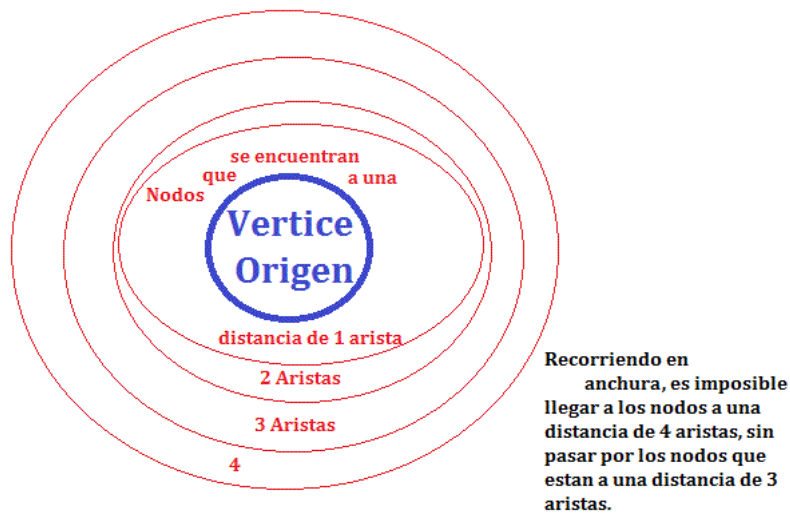 Nodos que se encuentran a una
Vertice
Origen
distancia de 1 arista
2 Aristas
3 Aristas
4
Recorriendo en
anchura, es imposible
llegar a los nodos a una
distancia de 4 aristas, sin
pasar por los nodos que
estan a una distancia de 3
aristas.